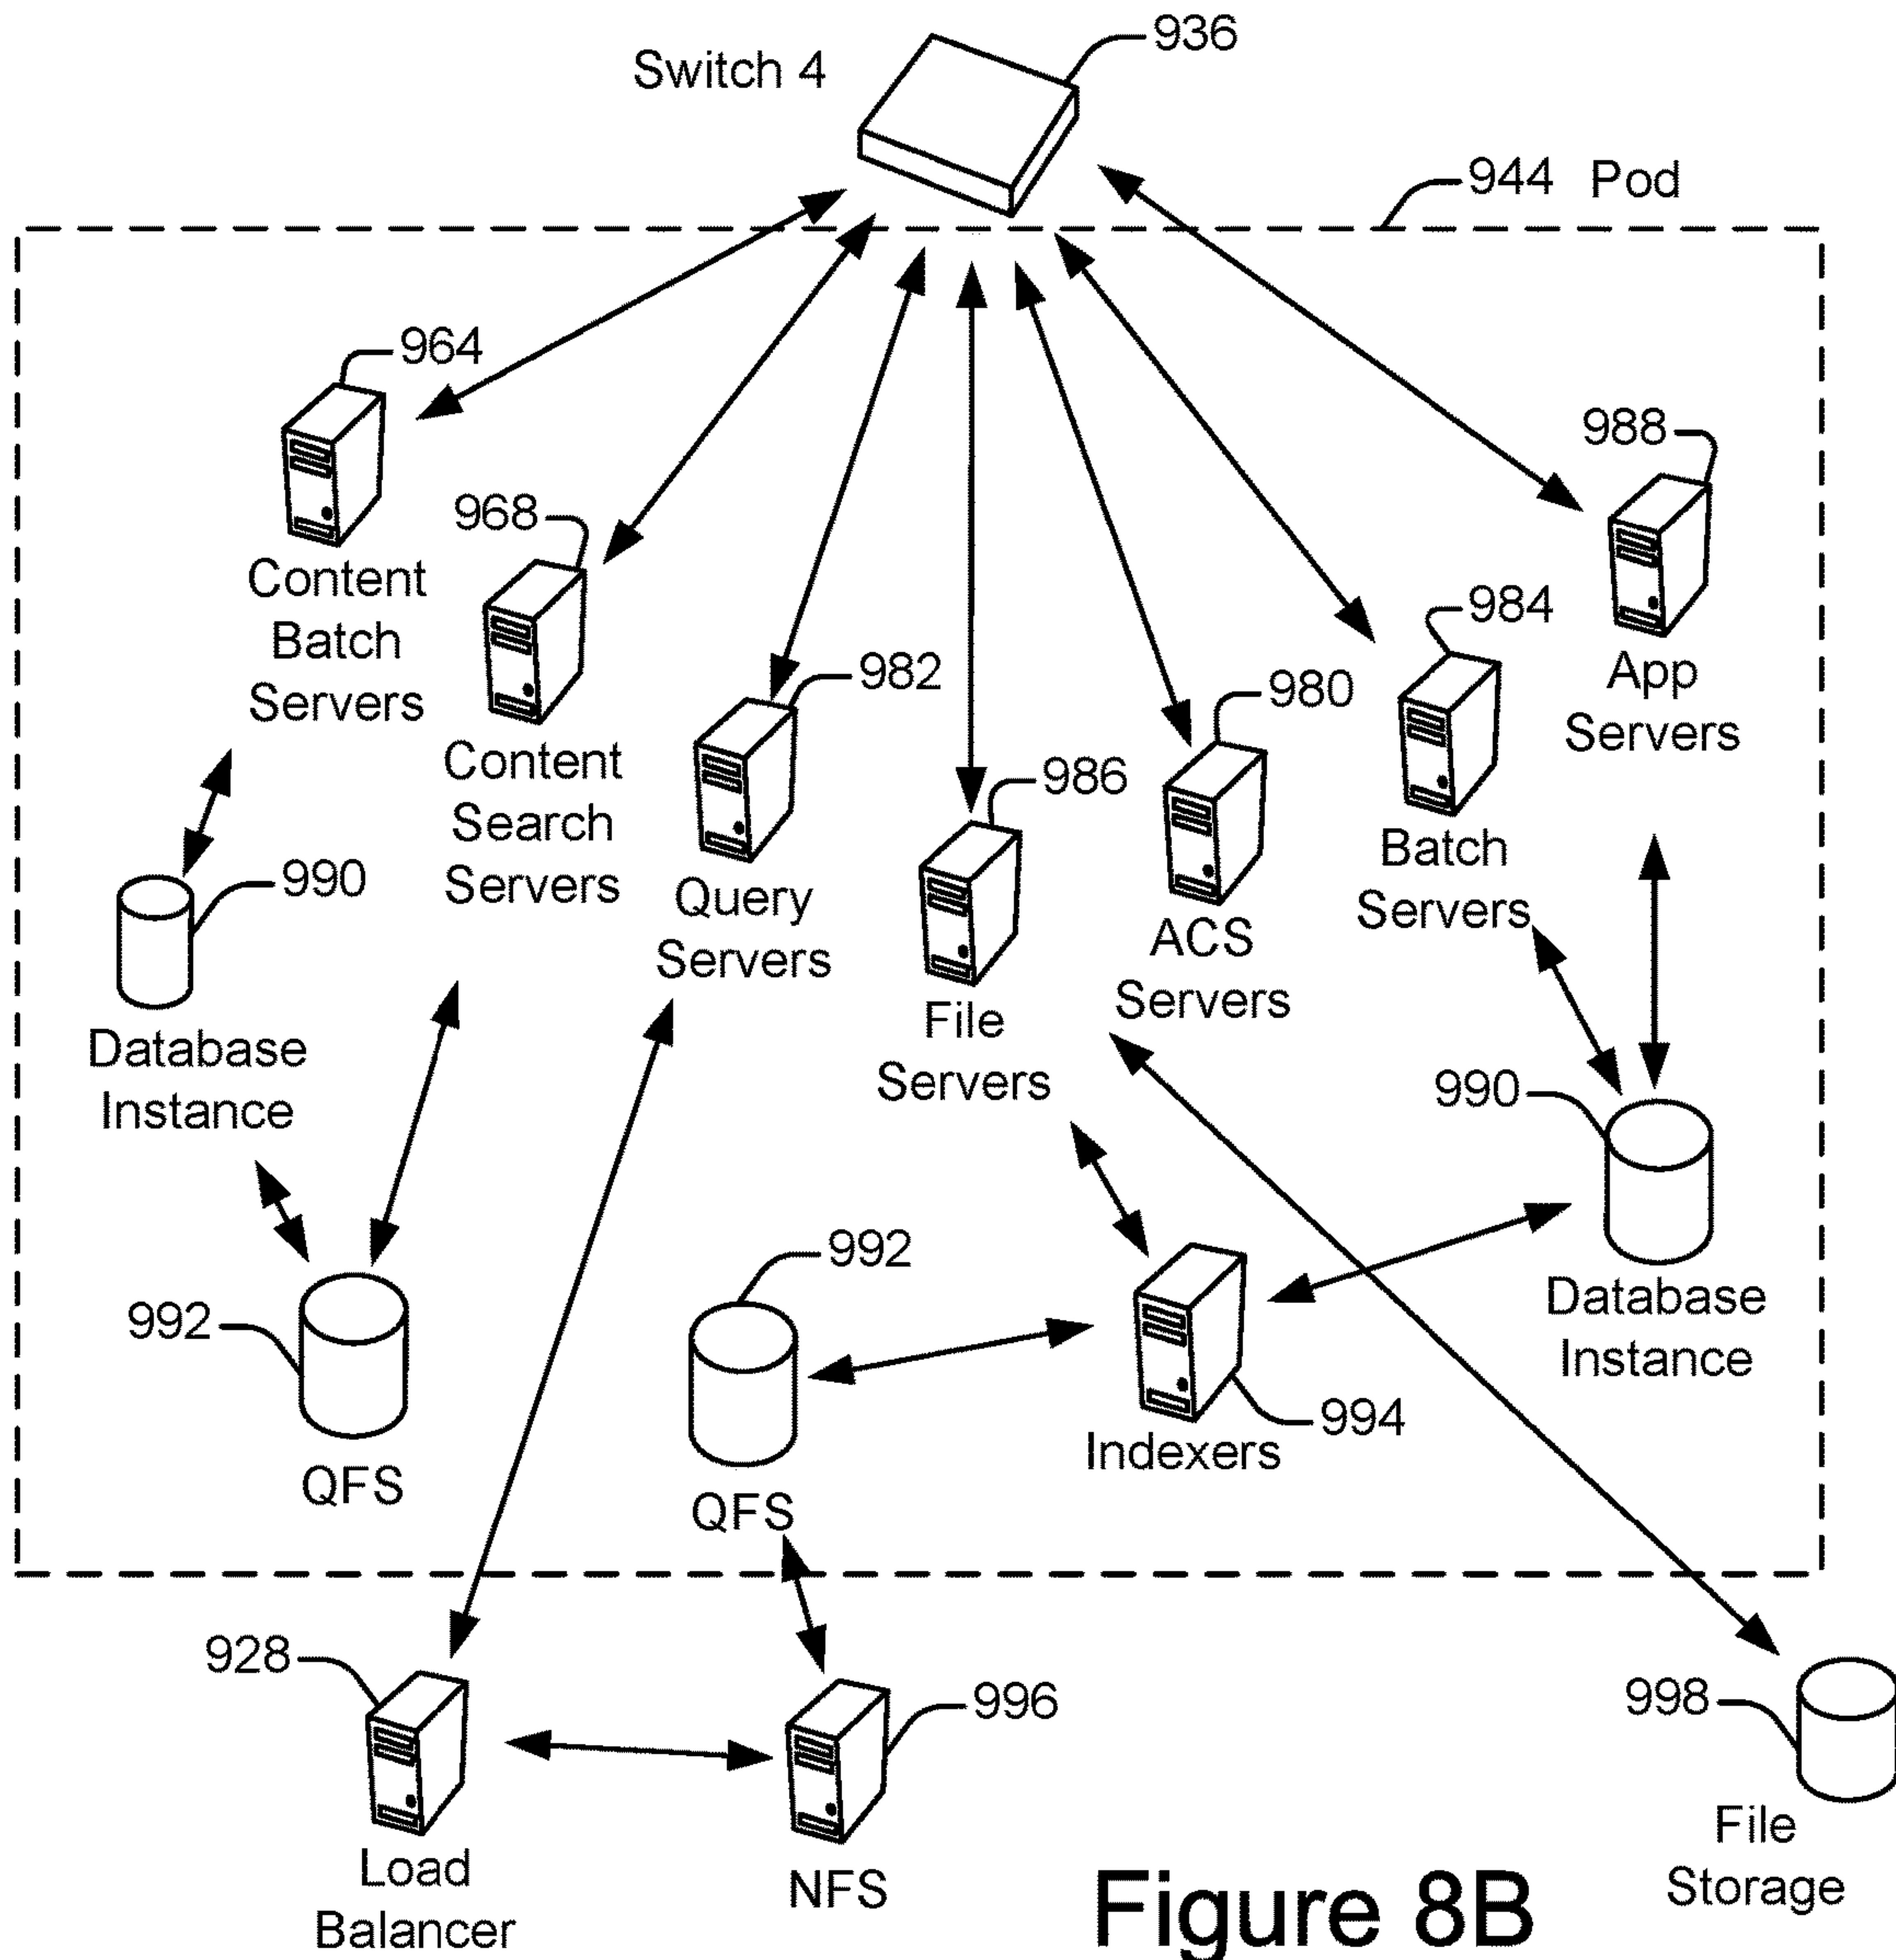 936
Switch 4
944 Pod
964
988
968
984
Content
Batch
Servers
982
980
App
Servers
Content
Search
Servers
986
Batch
Servers
990
Query
Servers
ACS
Servers
File
Servers
Database
Instance
990
992
992
Database
Instance
994
Indexers
QFS
QFS
928
996
998
Load
Balancer
NFS
File
Storage
Figure 8B